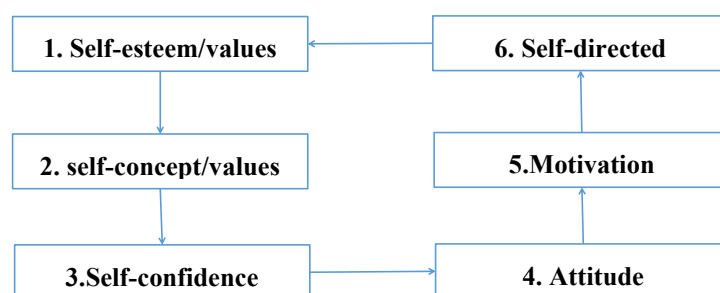 1. Self-esteem/values
2. self-concept/values
3.Self-confidence
4. Attitude
5.Motivation
6. Self-directed